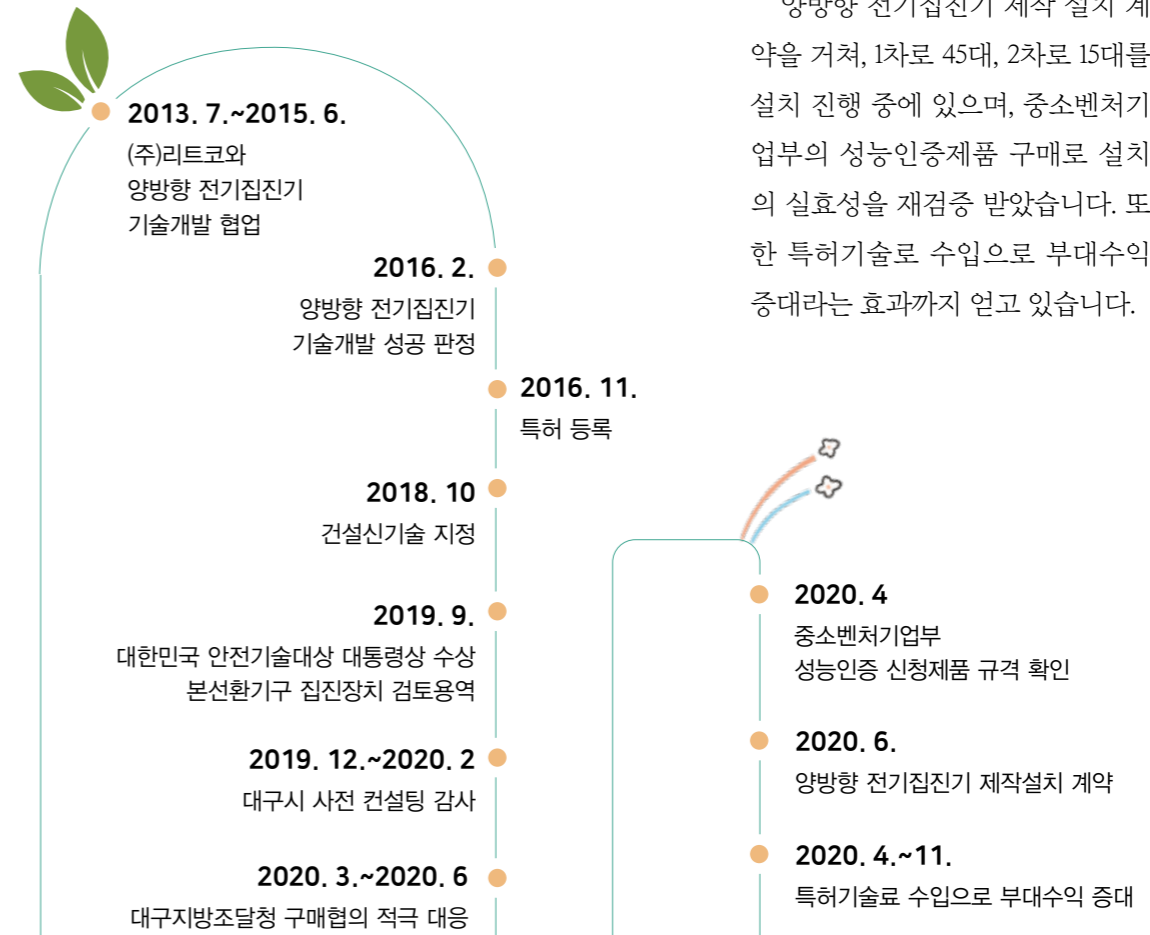 2013. 7.~2015. 6.
(주)리트코와
양방향 전기집진기
기술개발 협업
2016. 2.
양방향 전기집진기
기술개발 성공 판정
2016. 11.
특허 등록
2018. 10
건설신기술 지정
2019. 9.
대한민국 안전기술대상 대통령상 수상
본선환기구 집진장치 검토용역
2019. 12.~2020. 2
대구시 사전 컨설팅 감사
2020. 3.~2020. 6
대구지방조달청 구매협의 적극 대응
양방향 전기집진기 제작 설치 계
약을 거쳐, 1차로 45대, 2차로 15대를
설치 진행 중에 있으며, 중소벤처기
업부의 성능인증제품 구매로 설치
의 실효성을 재검증 받았습니다. 또
한 특허기술로 수입으로 부대수익
증대라는 효과까지 얻고 있습니다.
2020. 4
중소벤처기업부
성능인증 신청제품 규격 확인
2020. 6.
양방향 전기집진기 제작설치 계약
2020. 4.~11.
특허기술료 수입으로 부대수익 증대